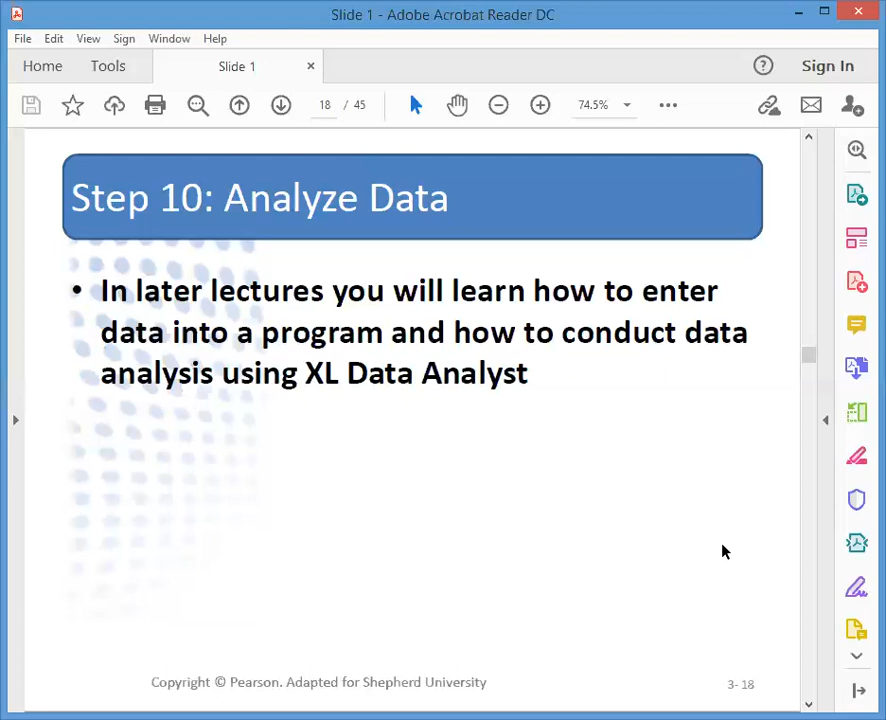 Slide 1 - Adobe Acrobat Reader DC
File Edit View Sign Window Help
Home Tools Slide 1 × Sign In
18 / 45 74.5%
Step 10: Analyze Data
• In later lectures you will learn how to enter
data into a program and how to conduct data
analysis using XL Data Analyst
Copyright © Pearson. Adapted for Shepherd University 3- 18